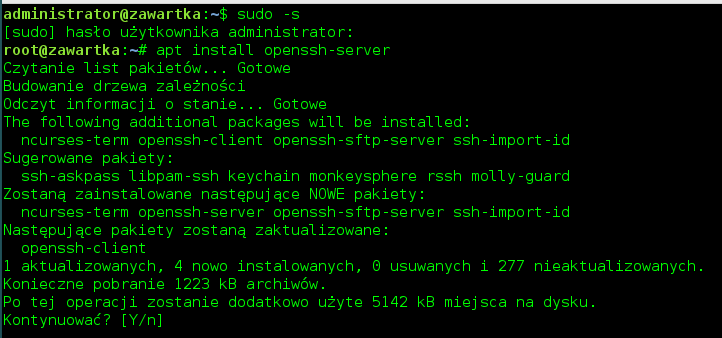 administrator@zawartka:~$ sudo -s
[sudo] hasło użytkownika administrator:
root@zawartka:~# apt install openssh-server
Czytanie list pakietów... Gotowe
Budowanie drzewa zależności
Odczyt informacji o stanie... Gotowe
The following additional packages will be installed:
  ncurses-term openssh-client openssh-sftp-server ssh-import-id
Sugerowane pakiety:
  ssh-askpass libpam-ssh keychain monkeysphere rssh molly-guard
Zostaną zainstalowane następujące NOWE pakiety:
  ncurses-term openssh-server openssh-sftp-server ssh-import-id
Następujące pakiety zostaną zaktualizowane:
  openssh-client
1 aktualizowanych, 4 nowo instalowanych, 0 usuwanych i 277 nieaktualizowanych.
Konieczne pobranie 1223 kB archiwów.
Po tej operacji zostanie dodatkowo użyte 5142 kB miejsca na dysku.
Kontynuować? [Y/n]